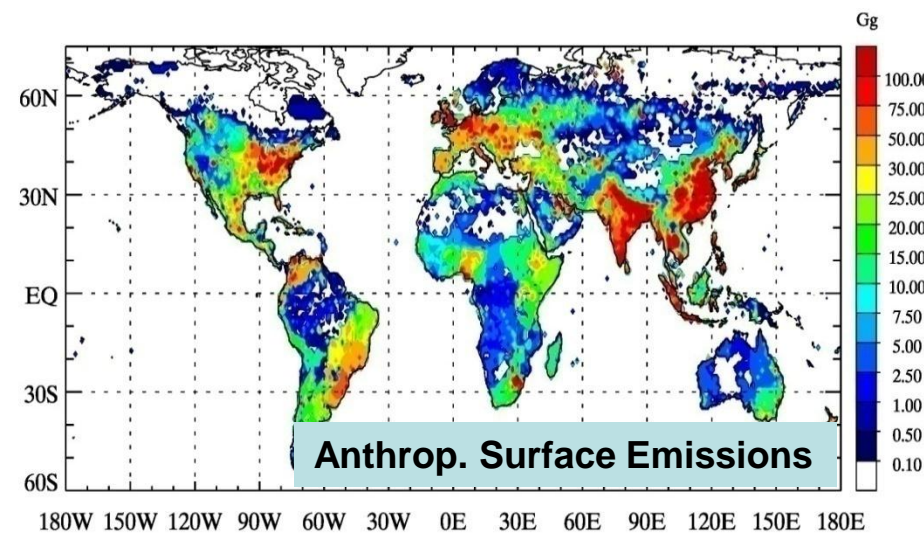 Gg
60N
30N
EQ
30S
60S
100.00
75.00
50.00
30.00
25.00
20.00
15.00
10.00
7.50
5.00
2.50
1.00
0.50
0.10
Anthrop. Surface Emissions
180W 150W 120W 90W 60W 30W 0E 30E 60E 90E 120E 150E 180E